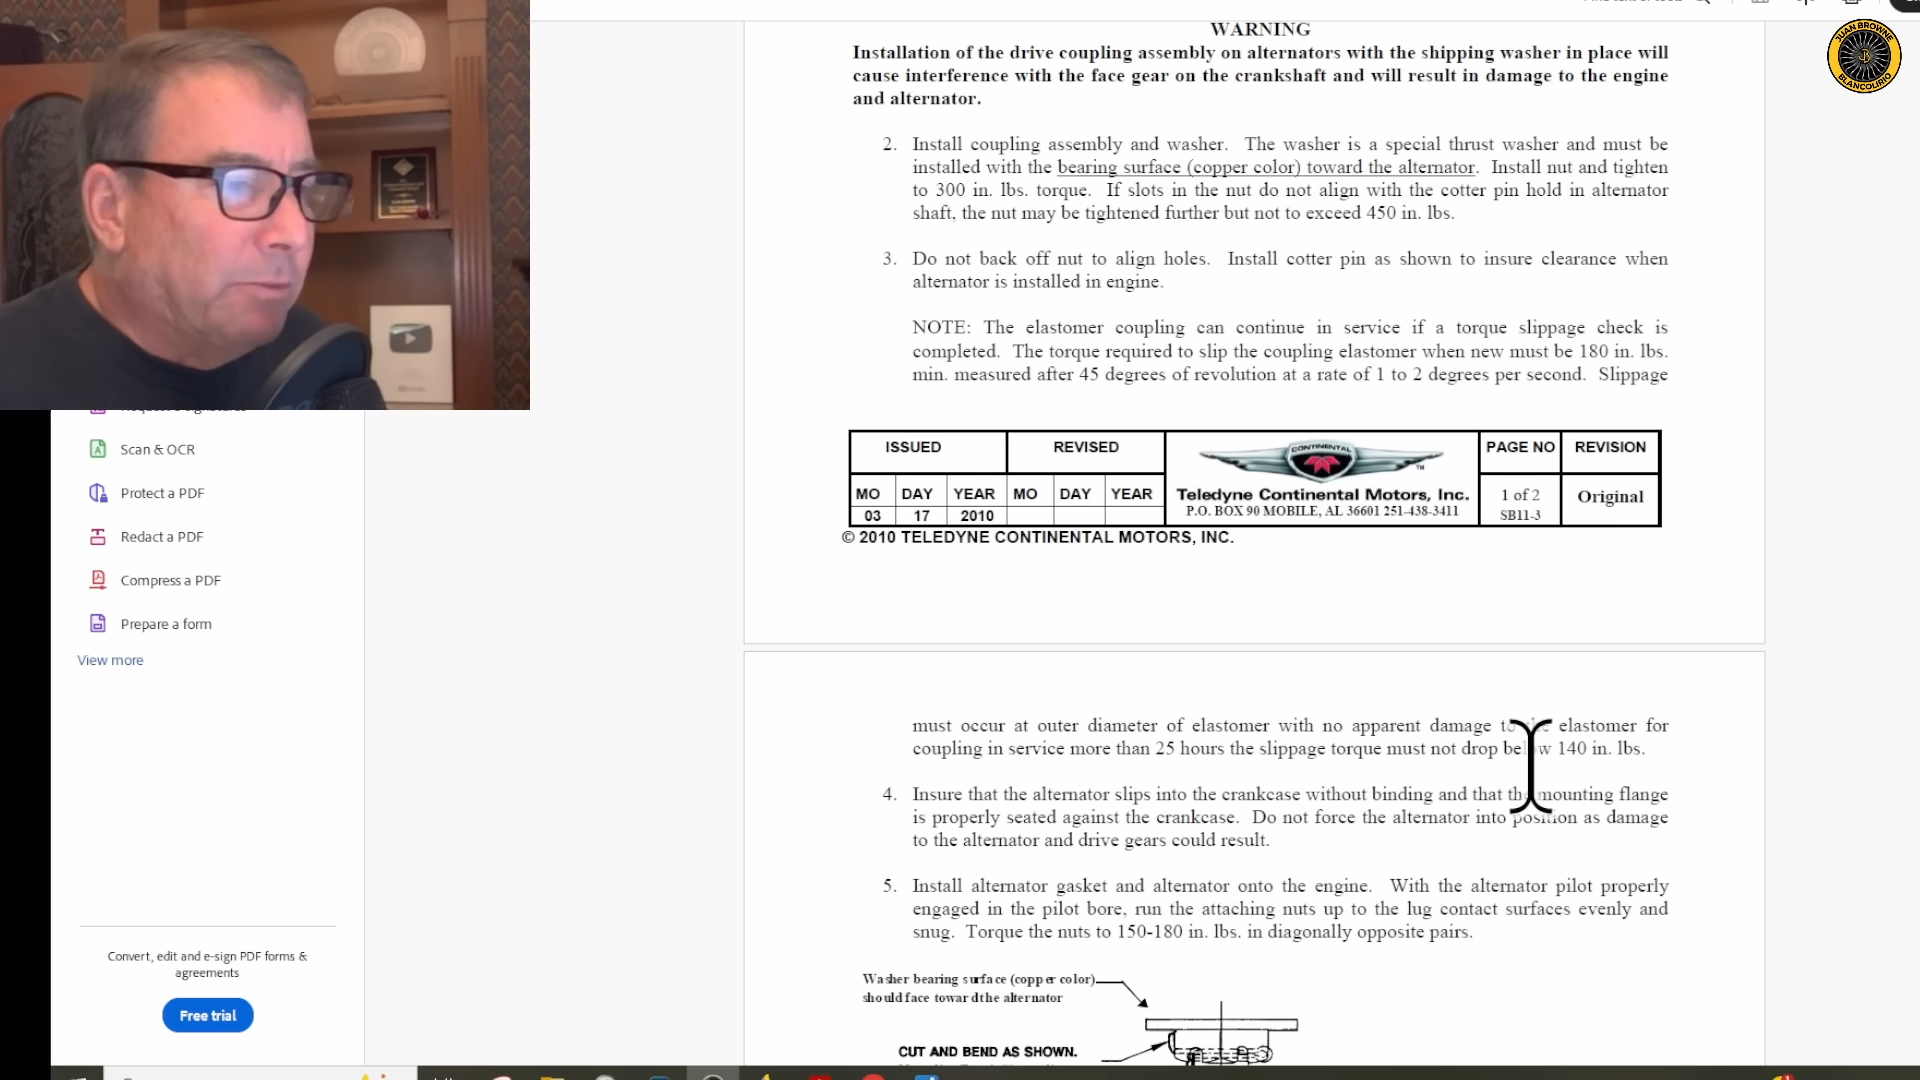 JUAN BROWNE
BLANCOLIRIO
WARNING
Installation of the drive coupling assembly on alternators with the shipping washer in place will
cause interference with the face gear on the crankshaft and will result in damage to the engine
and alternator.
2. Install coupling assembly and washer. The washer is a special thrust washer and must be
installed with the bearing surface (copper color) toward the alternator. Install nut and tighten
to 300 in. lbs. torque. If slots in the nut do not align with the cotter pin hold in alternator
shaft, the nut may be tightened further but not to exceed 450 in. lbs.
3. Do not back off nut to align holes. Install cotter pin as shown to insure clearance when
alternator is installed in engine.
NOTE: The elastomer coupling can continue in service if a torque slippage check is
completed. The torque required to slip the coupling elastomer when new must be 180 in. lbs.
min. measured after 45 degrees of revolution at a rate of 1 to 2 degrees per second. Slippage
Scan & OCR
Protect a PDF
Redact a PDF
Compress a PDF
Prepare a form
View more
ISSUED REVISED PAGE NO REVISION
CONTINENTAL
TM
MO DAY YEAR MO DAY YEAR Teledyne Continental Motors, Inc. 1 of 2 Original
03 17 2010 P.O. BOX 90 MOBILE, AL 36601 251-438-3411 SB11-3
© 2010 TELEDYNE CONTINENTAL MOTORS, INC.
must occur at outer diameter of elastomer with no apparent damage elastomer for
coupling in service more than 25 hours the slippage torque must not drop 140 in. lbs.
4. Insure that the alternator slips into the crankcase without binding and that mounting flange
is properly seated against the crankcase. Do not force the alternator into position as damage
to the alternator and drive gears could result.
5. Install alternator gasket and alternator onto the engine. With the alternator pilot properly
engaged in the pilot bore, run the attaching nuts up to the lug contact surfaces evenly and
snug. Torque the nuts to 150-180 in. lbs. in diagonally opposite pairs.
Washer bearing surface (copper color)
should face toward the alternator
CUT AND BEND AS SHOWN.
Convert, edit and e-sign PDF forms &
agreements
Free trial